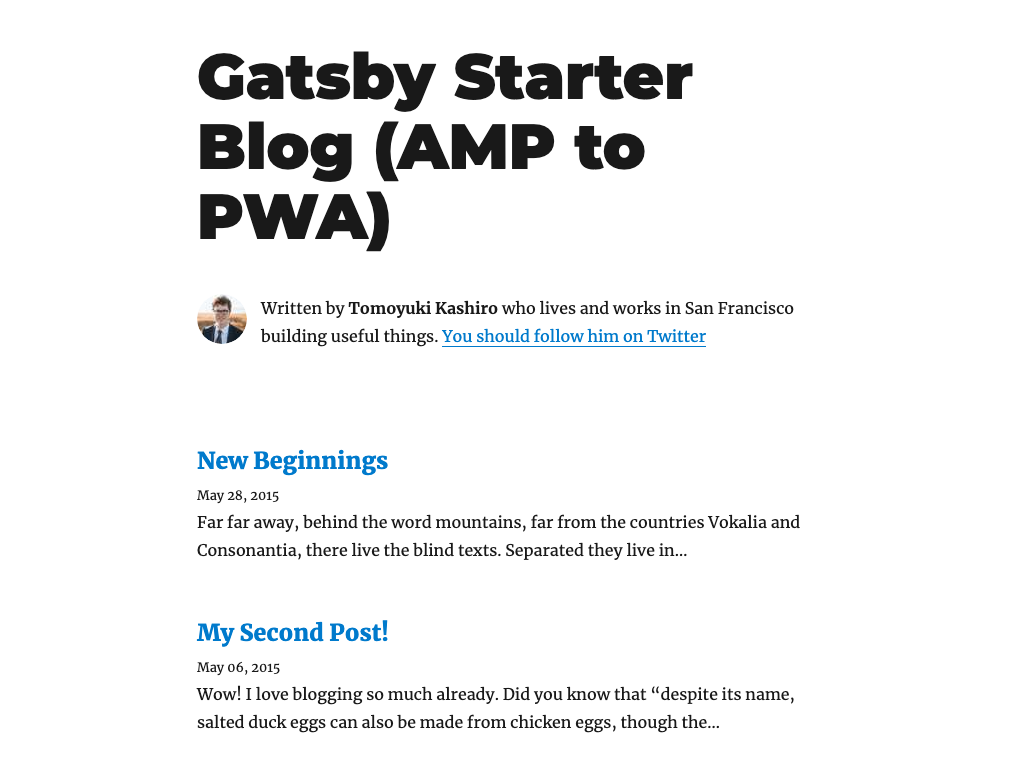 Gatsby Starter
Blog (AMP to
PWA)
Written by Tomoyuki Kashiro who lives and works in San Francisco
building useful things. You should follow him on Twitter
New Beginnings
May 28, 2015
Far far away, behind the word mountains, far from the countries Vokalia and
Consonantia, there live the blind texts. Separated they live in…
My Second Post!
May 06, 2015
Wow! I love blogging so much already. Did you know that “despite its name,
salted duck eggs can also be made from chicken eggs, though the…